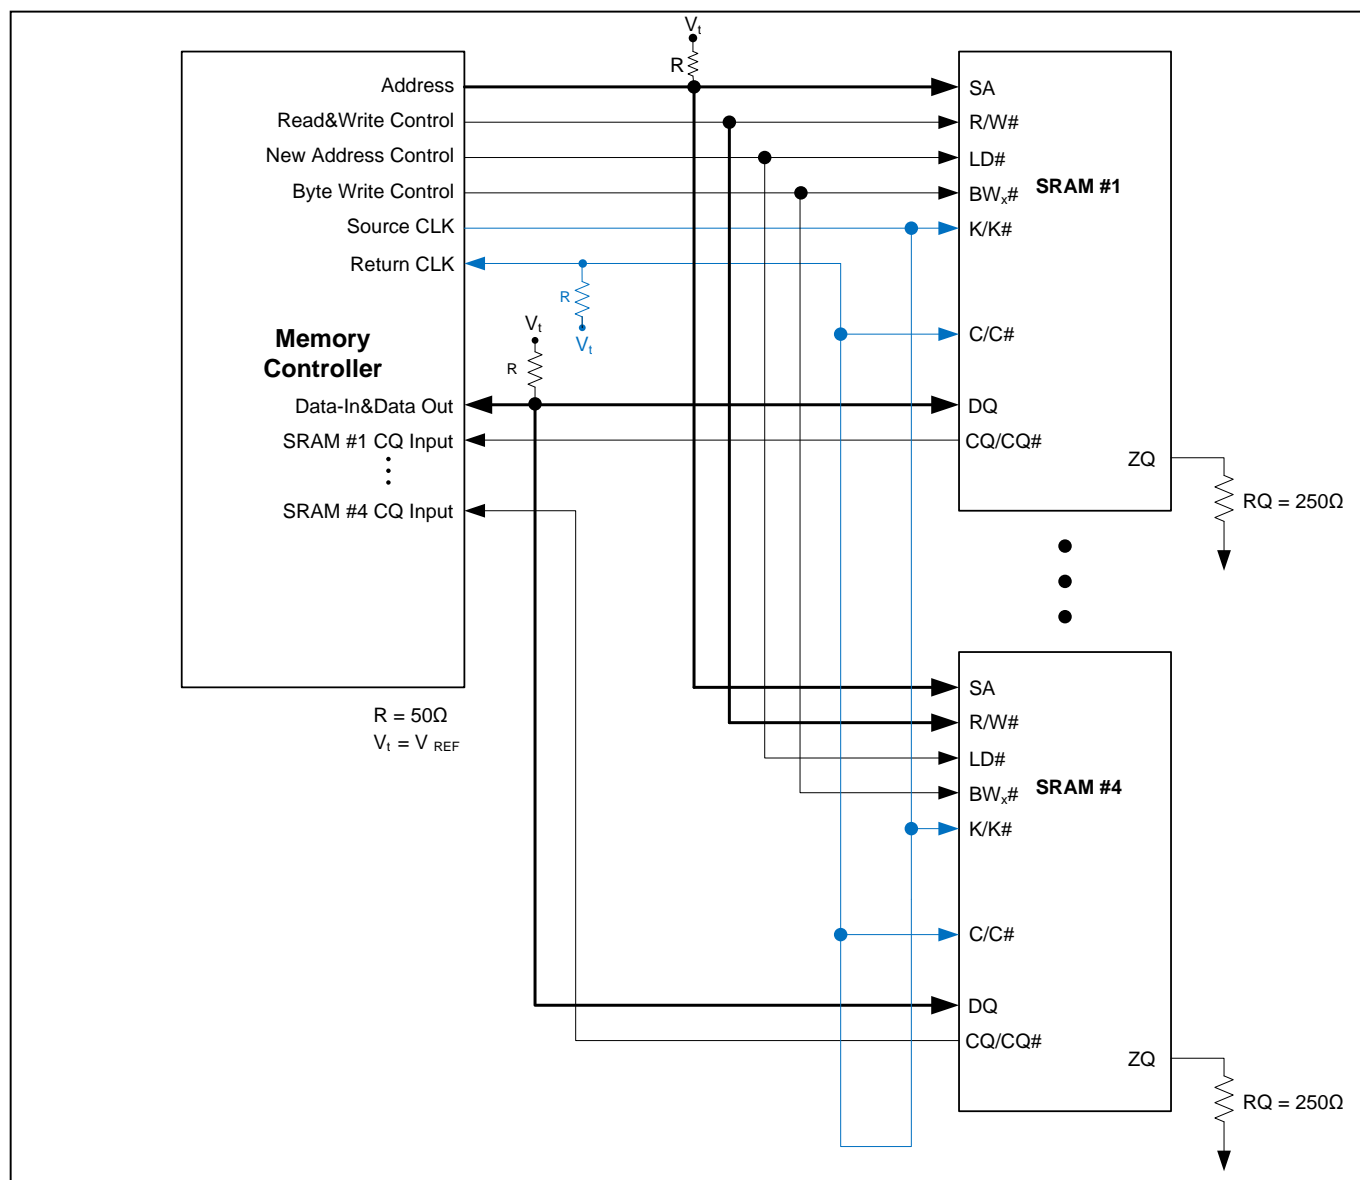 Vt
R
Address
Read&Write Control
New Address Control
Byte Write Control
Source CLK
Return CLK
R
Vt
Vt
R
Memory
Controller
Data-In&Data Out
SRAM #1 CQ Input
SRAM #4 CQ Input
R = 50Ω
Vt = V REF
SA
R/W#
LD#
SRAM #1
BWx#
K/K#
C/C#
DQ
CQ/CQ#
ZQ
RQ = 250Ω
SA
R/W#
LD#
SRAM #4
BWx#
K/K#
C/C#
DQ
CQ/CQ#
ZQ
RQ = 250Ω